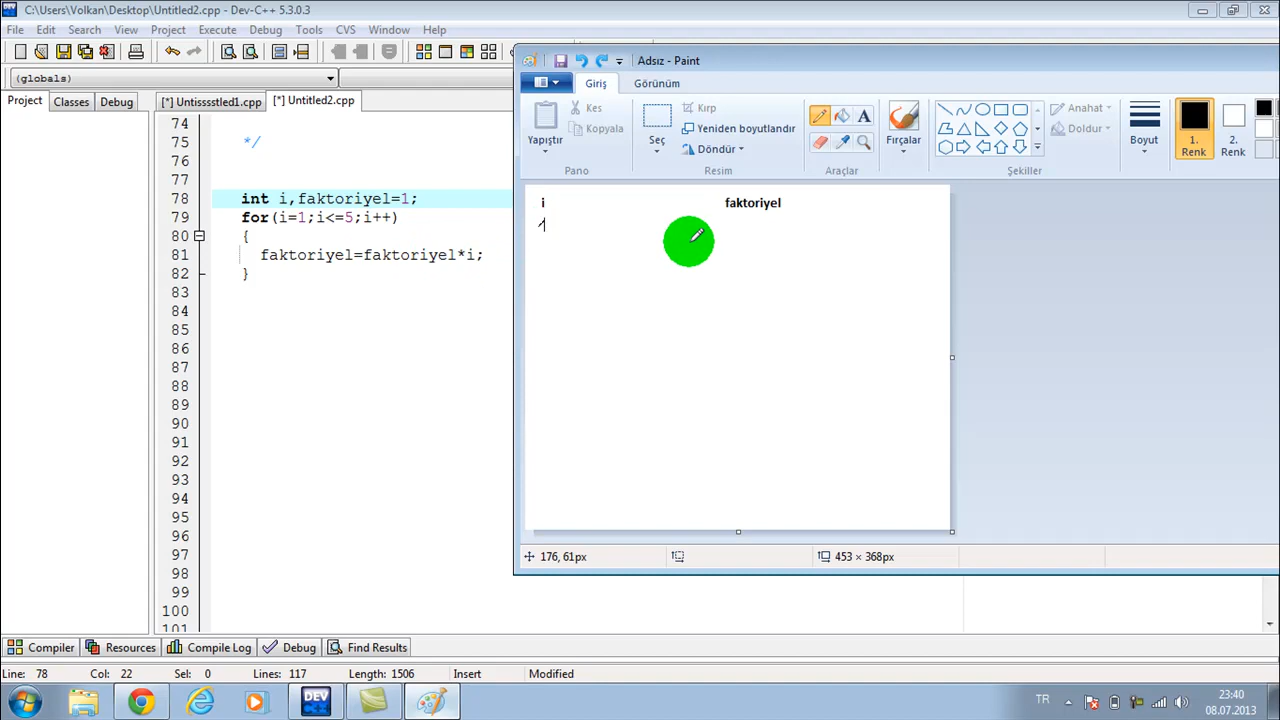 C:\Users\Volkan\Desktop\Untitled2.cpp - Dev-C++ 5.3.0.3
File Edit Search View Project Execute Debug Tools CVS Window Help
(globals)
Project Classes Debug [*] Untisssstled1.cpp [*] Untitled2.cpp
74
75 */
76
77
78 int i,faktoriyel=1;
79 for(i=1;i<=5;i++)
80 {
81 faktoriyel=faktoriyel*i;
82 }
83
84
85
86
87
88
89
90
91
92
93
94
95
96
97
98
99
100
101
Adsız - Paint
Giriş Görünüm
Yapıştır
Kes
Kopyala
Pano
Seç
Kırp
Yeniden boyutlandır
Döndür
Resim
A
Araçlar
Fırçalar
Anahat
Doldur
Şekiller
Boyut
1. Renk
2. Renk
i faktoriyel
1
176, 61px 453 × 368px
Compiler Resources Compile Log Debug Find Results
Line: 78 Col: 22 Sel: 0 Lines: 117 Length: 1506 Insert Modified
DEV
TR
23:40
08.07.2013